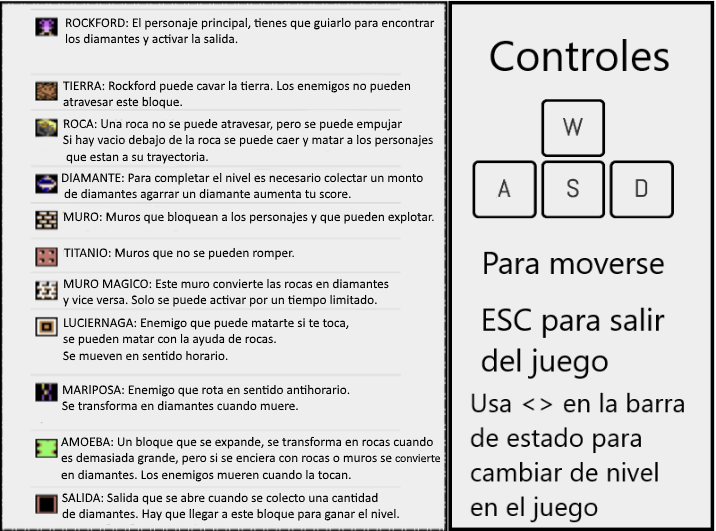 ROCKFORD: El personaje principal, tienes que guiarlo para encontrar
los diamantes y activar la salida.
TIERRA: Rockford puede cavar la tierra. Los enemigos no pueden
atravesar este bloque.
ROCA: Una roca no se puede atravesar, pero se puede empujar
Si hay vacio debajo de la roca se puede caer y matar a los personajes
que estan a su trayectoria.
DIAMANTE: Para completar el nivel es necesario colectar un monto
de diamantes agarrar un diamante aumenta tu score.
MURO: Muros que bloquean a los personajes y que pueden explotar.
TITANIO: Muros que no se pueden romper.
MURO MAGICO: Este muro convierte las rocas en diamantes
y vice versa. Solo se puede activar por un tiempo limitado.
LUCIERNAGA: Enemigo que puede matarte si te toca,
se pueden matar con la ayuda de rocas.
Se mueven en sentido horario.
MARIPOSA: Enemigo que rota en sentido antihorario.
Se transforma en diamantes cuando muere.
AMOEBA: Un bloque que se expande, se transforma en rocas cuando
es demasiada grande, pero si se enciera con rocas o muros se convierte
en diamantes. Los enemigos mueren cuando la tocan.
SALIDA: Salida que se abre cuando se colecto una cantidad
de diamantes. Hay que llegar a este bloque para ganar el nivel.
Controles
W
A S D
Para moverse
ESC para salir
del juego
Usa <> en la barra
de estado para
cambiar de nivel
en el juego